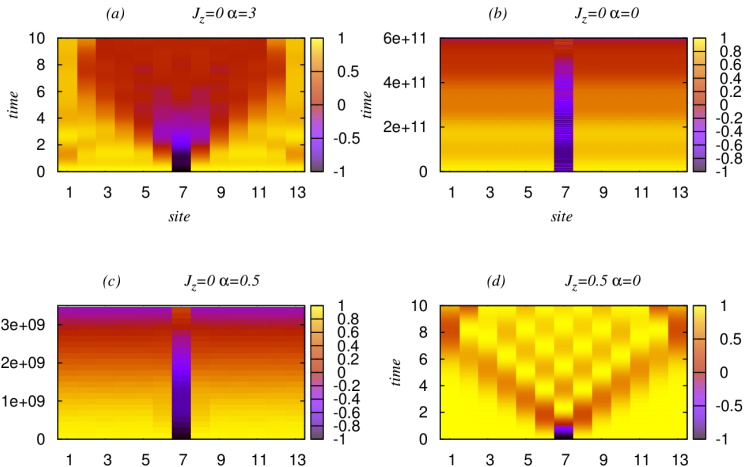 (a) J_z=0 α=3
time
10
8
6
4
2
0
1 3 5 7 9 11 13
site
1
0.5
0
-0.5
-1
(b) J_z=0 α=0
time
6e+11
4e+11
2e+11
0
1 3 5 7 9 11 13
site
1
0.8
0.6
0.4
0.2
0
-0.2
-0.4
-0.6
-0.8
-1
(c) J_z=0 α=0.5
3e+09
2e+09
1e+09
0
1 3 5 7 9 11 13
1
0.8
0.6
0.4
0.2
0
-0.2
-0.4
-0.6
-0.8
-1
(d) J_z=0.5 α=0
time
10
8
6
4
2
0
1 3 5 7 9 11 13
1
0.5
0
-0.5
-1